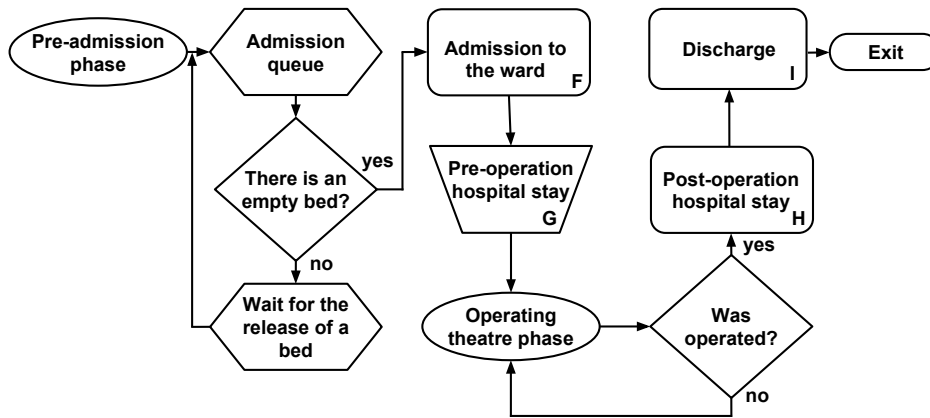 Pre-admission
phase
Admission
queue
There is an
empty bed?
yes
no
Wait for the
release of a
bed
Admission to
the ward
F
Pre-operation
hospital stay
G
Operating
theatre phase
Was
operated?
yes
no
Post-operation
hospital stay
H
Discharge
I
Exit